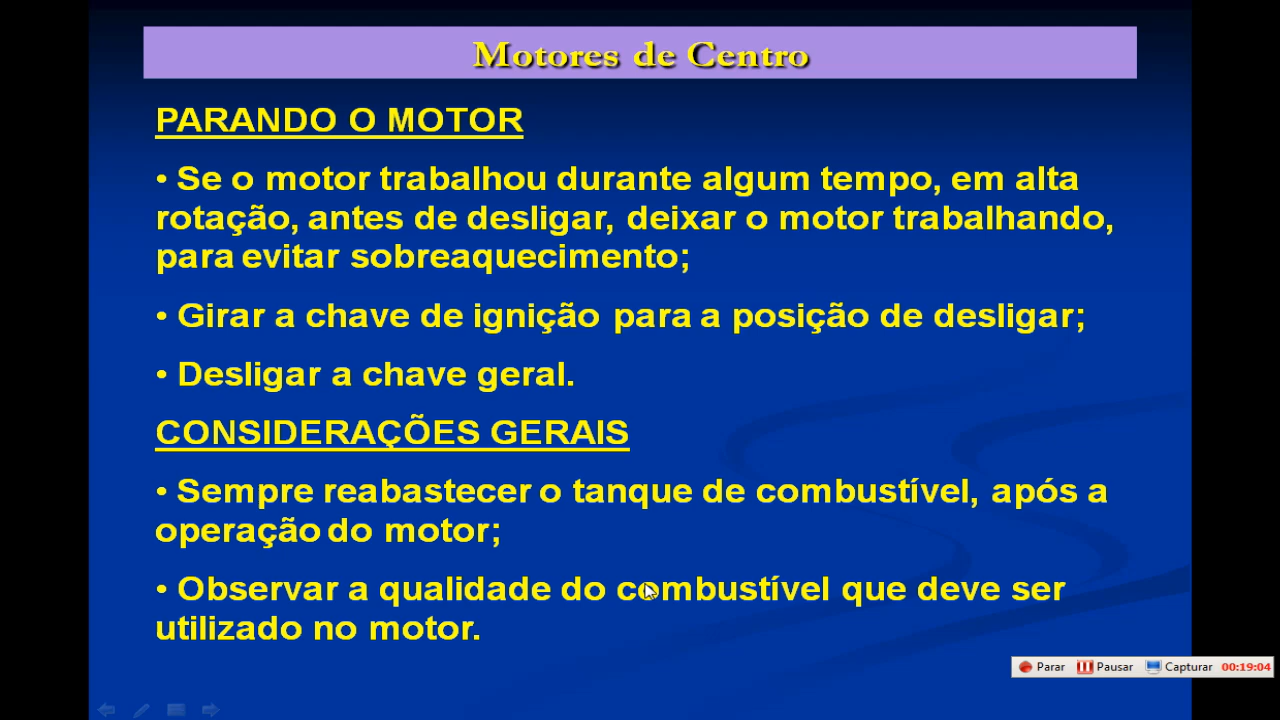 Motores de Centro
PARANDO O MOTOR
• Se o motor trabalhou durante algum tempo, em alta
rotação, antes de desligar, deixar o motor trabalhando,
para evitar sobreaquecimento;
• Girar a chave de ignição para a posição de desligar;
• Desligar a chave geral.
CONSIDERAÇÕES GERAIS
• Sempre reabastecer o tanque de combustível, após a
operação do motor;
• Observar a qualidade do combustível que deve ser
utilizado no motor.
Parar Pausar Capturar 00:19:04